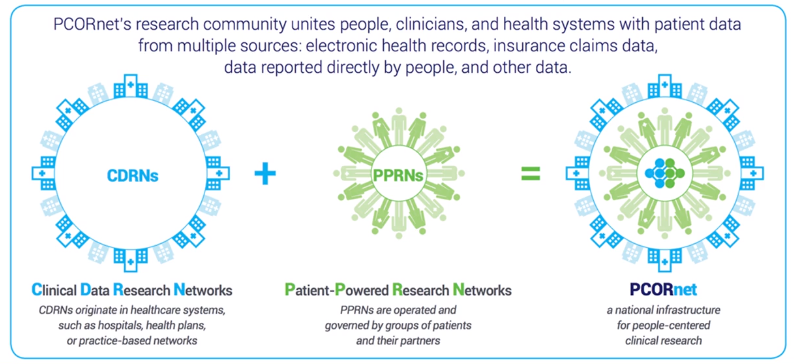 PCORnet's research community unites people, clinicians, and health systems with patient data
from multiple sources: electronic health records, insurance claims data,
data reported directly by people, and other data.
CDRNs
+
PPRNs
=
Clinical Data Research Networks
CDRNs originate in healthcare systems,
such as hospitals, health plans,
or practice-based networks
Patient-Powered Research Networks
PPRNs are operated and
governed by groups of patients
and their partners
PCORnet
a national infrastructure
for people-centered
clinical research